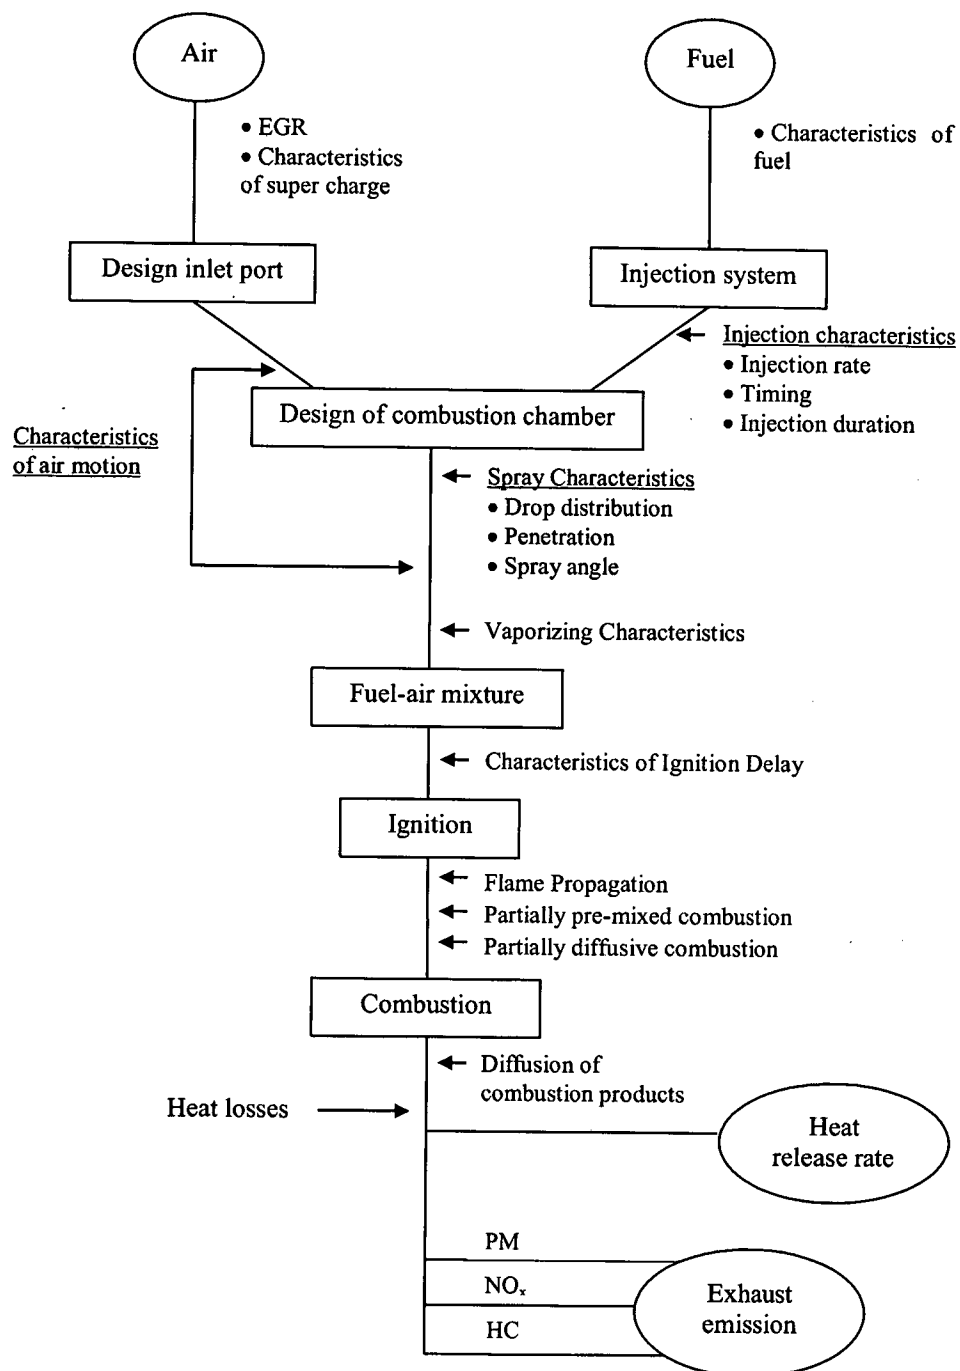 Air
Fuel
• EGR
• Characteristics
of super charge
• Characteristics of
fuel
Design inlet port
Injection system
Injection characteristics
• Injection rate
• Timing
• Injection duration
Design of combustion chamber
Characteristics
of air motion
Spray Characteristics
• Drop distribution
• Penetration
• Spray angle
Vaporizing Characteristics
Fuel-air mixture
Characteristics of Ignition Delay
Ignition
Flame Propagation
Partially pre-mixed combustion
Partially diffusive combustion
Combustion
Diffusion of
combustion products
Heat losses
Heat
release rate
PM
NOₓ
HC
Exhaust
emission